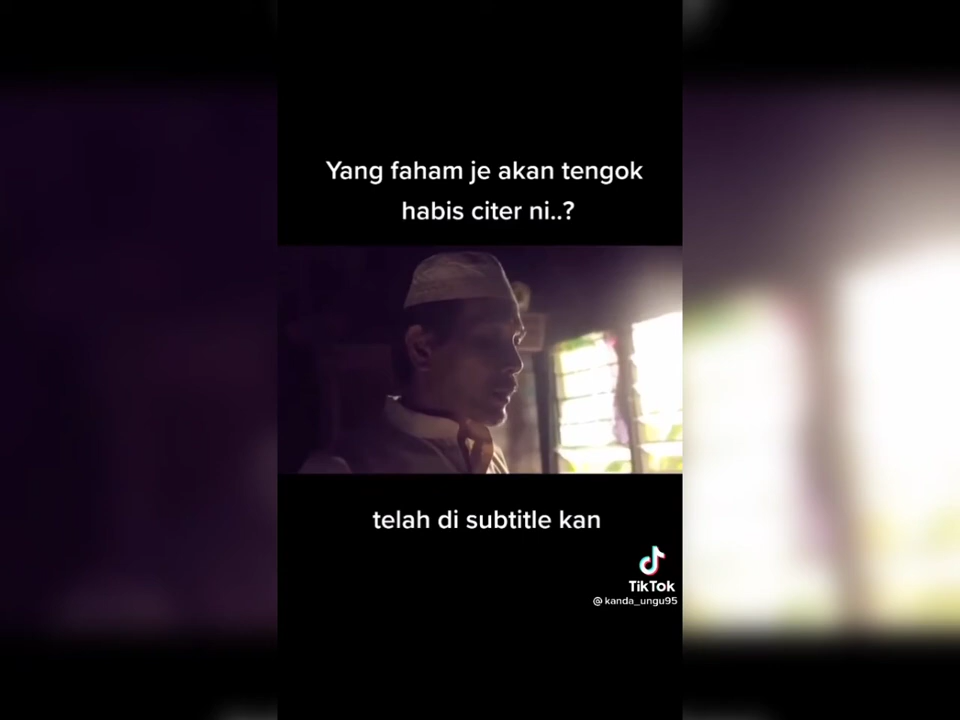 Yang faham je akan tengok
habis citer ni..?
telah di subtitle kan
TikTok
@kanda_ungu95